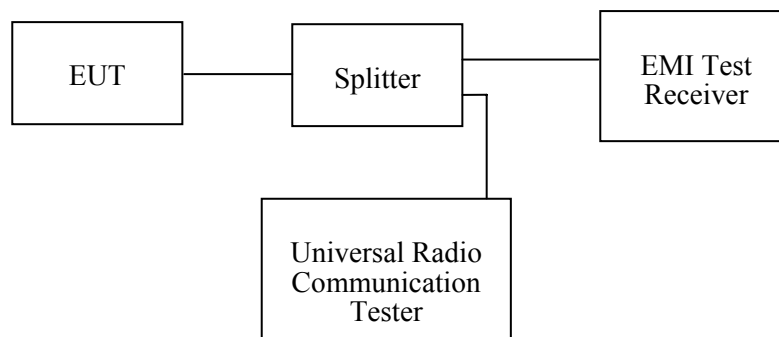 EUT
Splitter
EMI Test
Receiver
Universal Radio
Communication
Tester